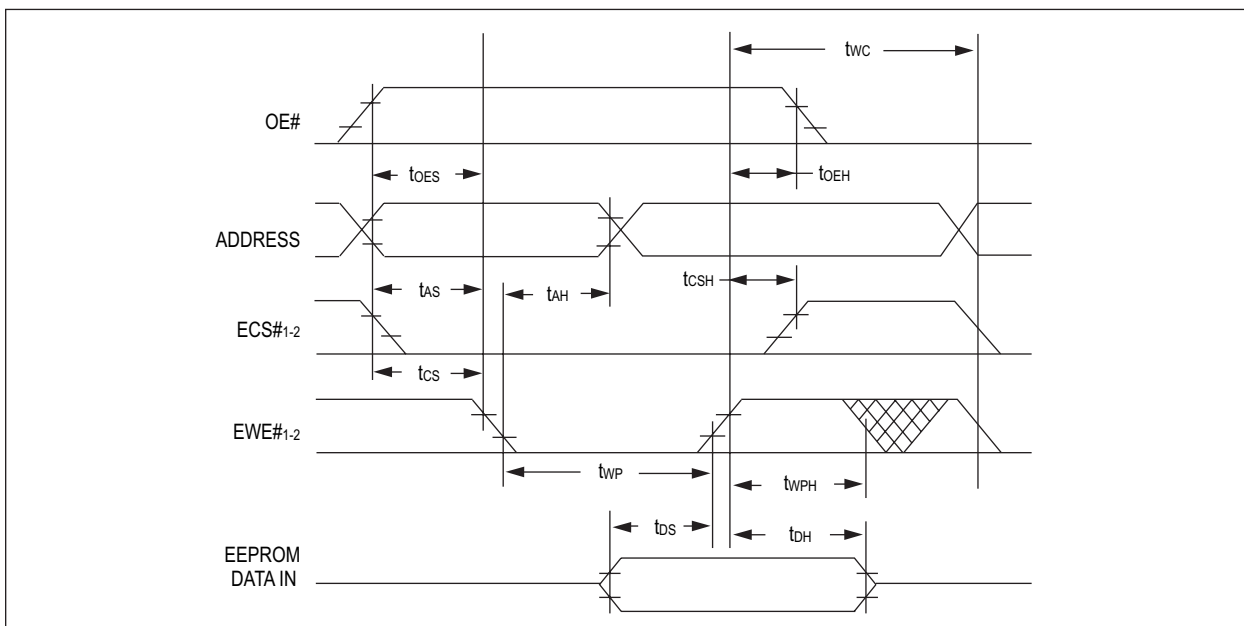 tWC
OE#
tOES
tOEH
ADDRESS
tCSH
tAS
tAH
ECS#1-2
tCS
EWE#1-2
tWP
tWPH
tDS
tDH
EEPROM
DATA IN